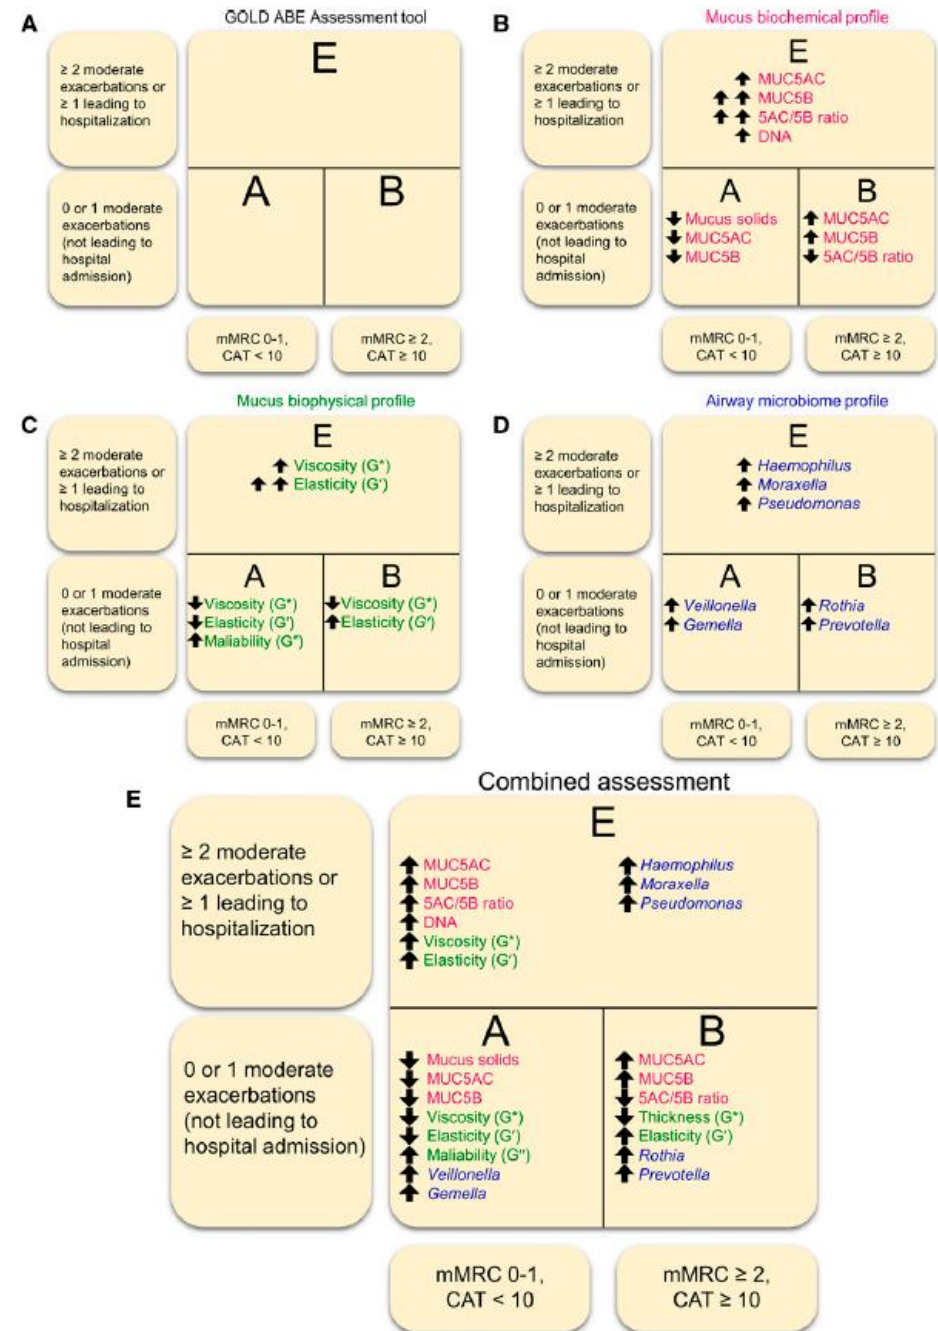 A
GOLD ABE Assessment tool
≥ 2 moderate
exacerbations or
≥ 1 leading to
hospitalization
E
0 or 1 moderate
exacerbations
(not leading to
hospital
admission)
A
B
mMRC 0-1,
CAT < 10
mMRC ≥ 2,
CAT ≥ 10
B
Mucus biochemical profile
≥ 2 moderate
exacerbations or
≥ 1 leading to
hospitalization
E
↑ MUC5AC
↑ ↑ MUC5B
↑ ↑ 5AC/5B ratio
↑ DNA
0 or 1 moderate
exacerbations
(not leading to
hospital
admission)
A
↓ Mucus solids
↓ MUC5AC
↓ MUC5B
B
↑ MUC5AC
↑ MUC5B
↓ 5AC/5B ratio
mMRC 0-1,
CAT < 10
mMRC ≥ 2,
CAT ≥ 10
C
Mucus biophysical profile
≥ 2 moderate
exacerbations or
≥ 1 leading to
hospitalization
E
↑ Viscosity (G*)
↑ ↑ Elasticity (G')
0 or 1 moderate
exacerbations
(not leading to
hospital
admission)
A
↓ Viscosity (G*)
↓ Elasticity (G')
↑ Maliability (G")
B
↓ Viscosity (G*)
↑ Elasticity (G')
mMRC 0-1,
CAT < 10
mMRC ≥ 2,
CAT ≥ 10
D
Airway microbiome profile
≥ 2 moderate
exacerbations or
≥ 1 leading to
hospitalization
E
↑ Haemophilus
↑ Moraxella
↑ Pseudomonas
0 or 1 moderate
exacerbations
(not leading to
hospital
admission)
A
↑ Veillonella
↑ Gemella
B
↑ Rothia
↑ Prevotella
mMRC 0-1,
CAT < 10
mMRC ≥ 2,
CAT ≥ 10
E
Combined assessment
≥ 2 moderate
exacerbations or
≥ 1 leading to
hospitalization
E
↑ MUC5AC
↑ MUC5B
↑ 5AC/5B ratio
↑ DNA
↑ Viscosity (G*)
↑ Elasticity (G')
↑ Haemophilus
↑ Moraxella
↑ Pseudomonas
0 or 1 moderate
exacerbations
(not leading to
hospital admission)
A
↓ Mucus solids
↓ MUC5AC
↓ MUC5B
↓ Viscosity (G*)
↓ Elasticity (G')
↑ Maliability (G")
↑ Veillonella
↑ Gemella
B
↑ MUC5AC
↑ MUC5B
↓ 5AC/5B ratio
↓ Thickness (G*)
↑ Elasticity (G')
↑ Rothia
↑ Prevotella
mMRC 0-1,
CAT < 10
mMRC ≥ 2,
CAT ≥ 10